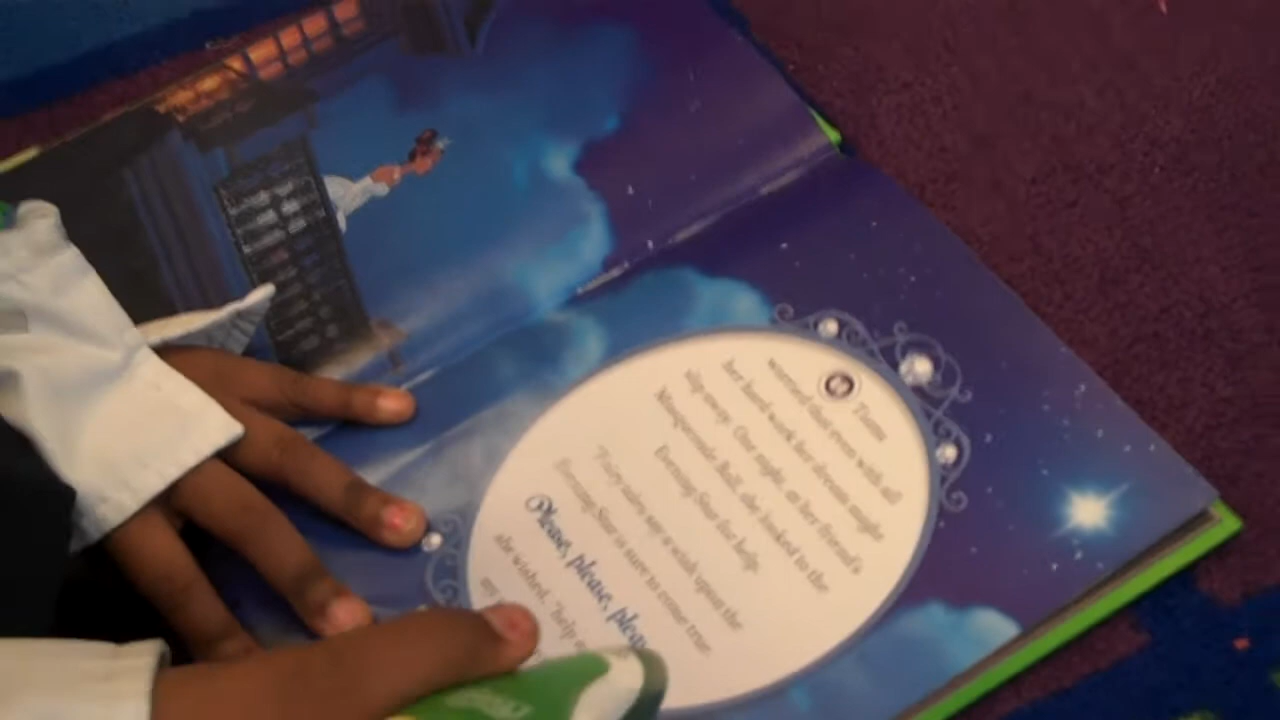 Tiana
worried that even with all
her hard work her dream might
slip away. One night, at her friend's
Masquerade Ball, she looked to the
Evening Star for help.
"Fairy tales say a wish upon the
Evening Star is sure to come true.
Please, please, please
she wished, "help